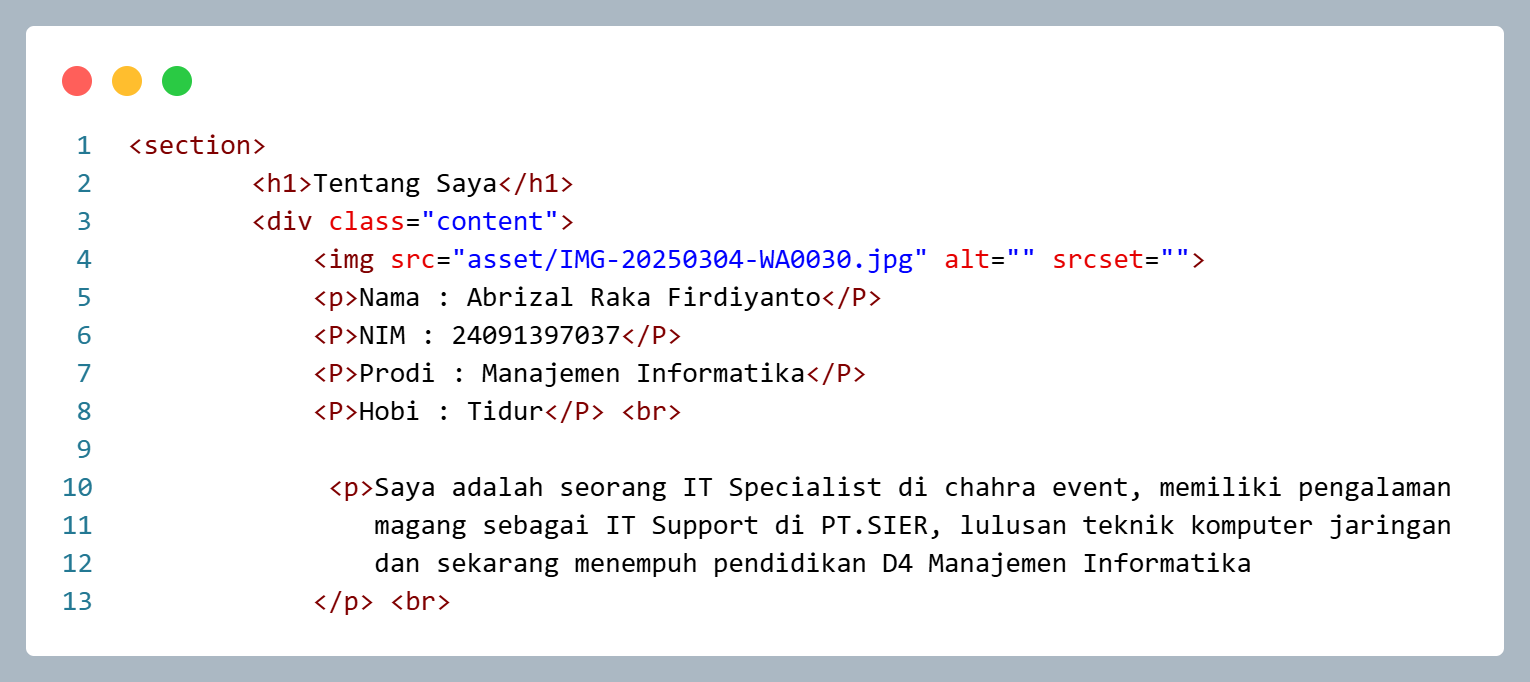 1 <section>
2 <h1>Tentang Saya</h1>
3 <div class="content">
4 <img src="asset/IMG-20250304-WA0030.jpg" alt="" srcset="">
5 <p>Nama : Abrizal Raka Firdiyanto</P>
6 <P>NIM : 24091397037</P>
7 <P>Prodi : Manajemen Informatika</P>
8 <P>Hobi : Tidur</P> <br>
9
10 <p>Saya adalah seorang IT Specialist di chahra event, memiliki pengalaman
11 magang sebagai IT Support di PT.SIER, lulusan teknik komputer jaringan
12 dan sekarang menempuh pendidikan D4 Manajemen Informatika
13 </p> <br>